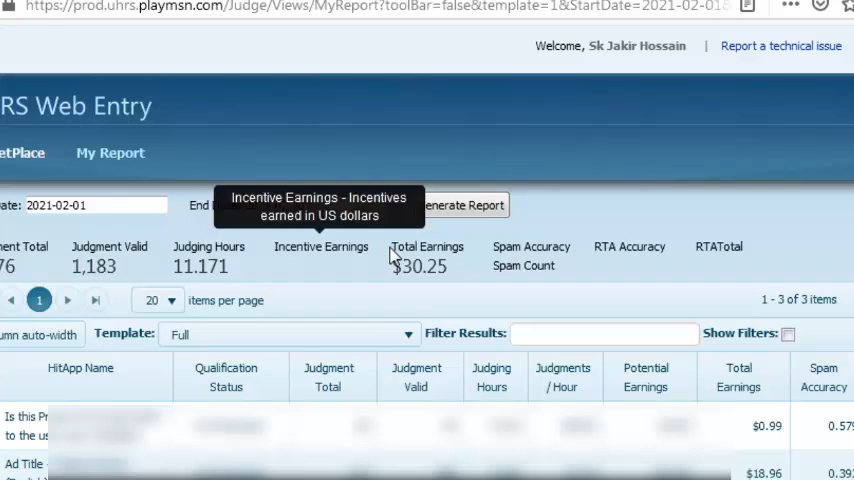 https://prod.uhrs.playmsn.com/Judge/Views/MyReport?toolBar=false&template=1&StartDate=2021-02-01
Welcome, Sk Jakir Hossain | Report a technical issue
RS Web Entry
etPlace My Report
Incentive Earnings - Incentives
earned in US dollars
ate: 2021-02-01 End enerate Report
ent Total Judgment Valid Judging Hours Incentive Earnings Total Earnings Spam Accuracy RTA Accuracy RTATotal
76 1,183 11.171 $30.25 Spam Count
1 20 items per page 1 - 3 of 3 items
umn auto-width Template: Full Filter Results: Show Filters:
HitApp Name Qualification Status Judgment Total Judgment Valid Judging Hours Judgments / Hour Potential Earnings Total Earnings Spam Accuracy
Is this Pr
to the us $0.99 0.579
Ad Title - $18.96 0.39